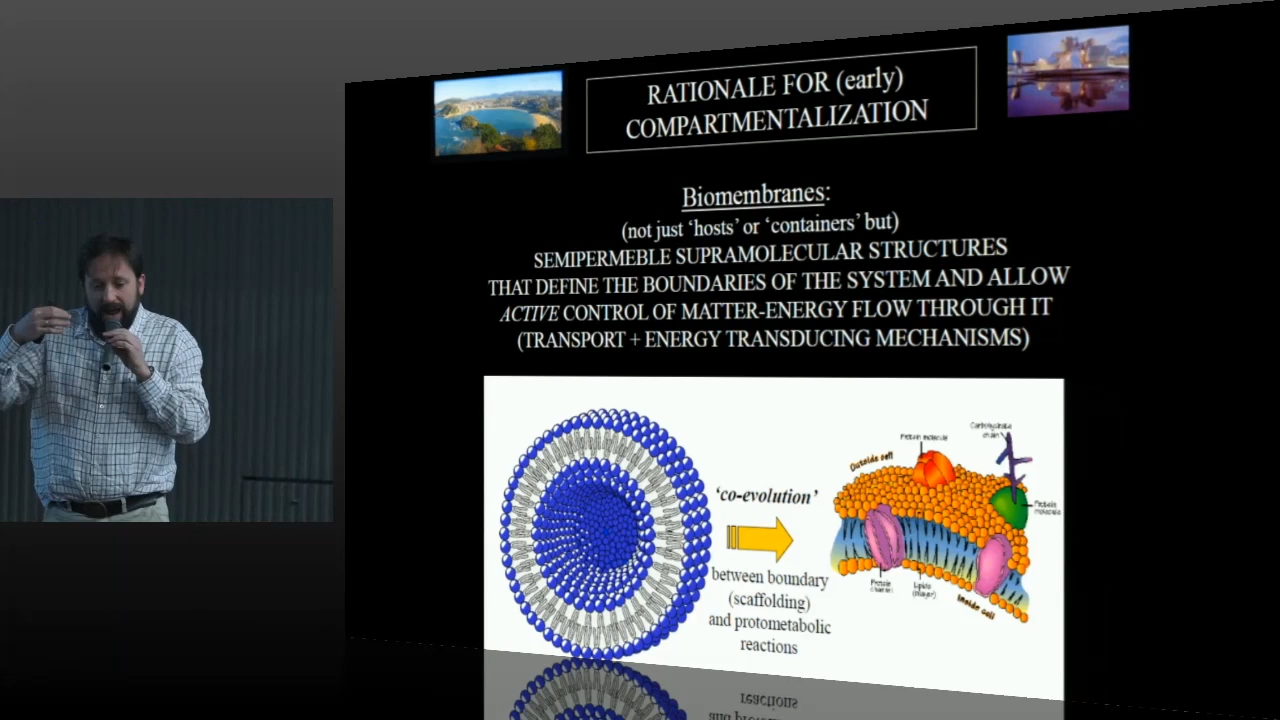 RATIONALE FOR (early)
COMPARTMENTALIZATION
Biomembranes:
(not just ‘hosts’ or ‘containers’ but)
SEMIPERMEBLE SUPRAMOLECULAR STRUCTURES
THAT DEFINE THE BOUNDARIES OF THE SYSTEM AND ALLOW
ACTIVE CONTROL OF MATTER-ENERGY FLOW THROUGH IT
(TRANSPORT + ENERGY TRANSDUCING MECHANISMS)
‘co-evolution’
between boundary
(scaffolding)
and protometabolic
reactions
Carbohydrate
chain
Protein molecule
Outside cell
Protein
molecule
Protein
channel
Lipids
(bilayer)
Inside cell